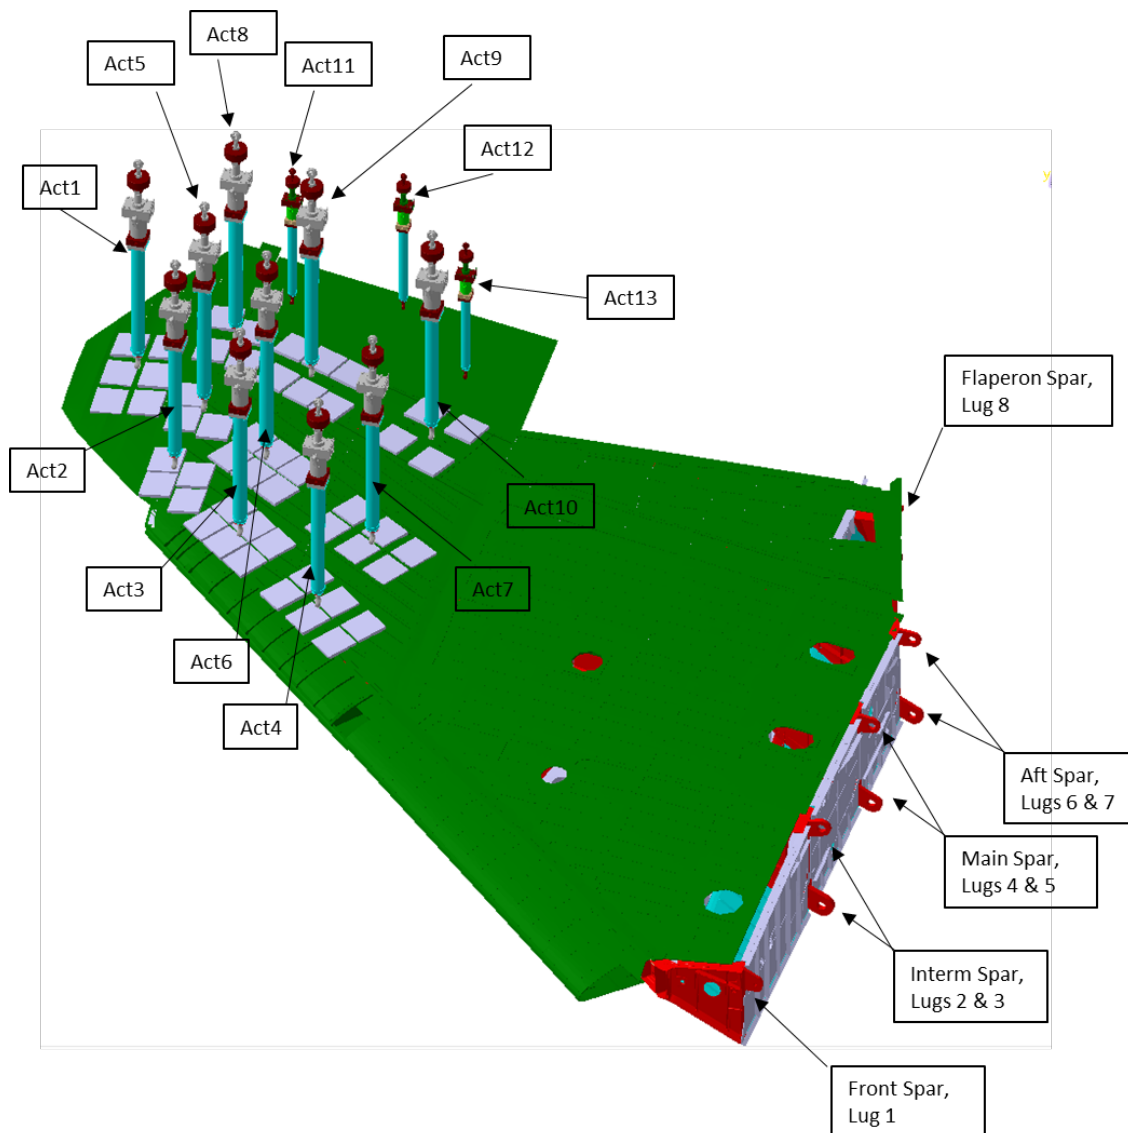 Act8
Act5
Act11
Act9
Act12
Act1
Act13
Flaperon Spar,
Lug 8
Act2
Act10
Act3
Act7
Act6
Act4
Aft Spar,
Lugs 6 & 7
Main Spar,
Lugs 4 & 5
Interm Spar,
Lugs 2 & 3
Front Spar,
Lug 1